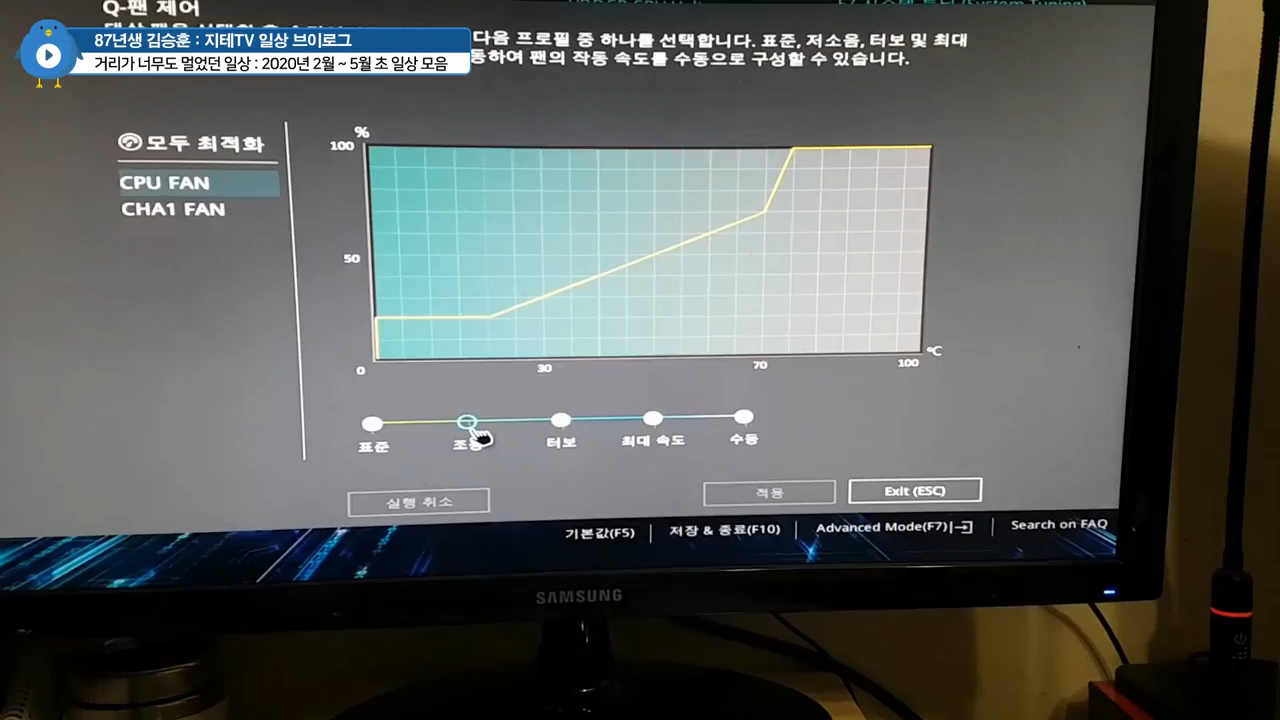 Q-팬 제어
87년생 김승훈 : 지테TV 일상 브이로그
거리가 너무도 멀었던 일상 : 2020년 2월 ~ 5월 초 일상 모음
다음 프로필 중 하나를 선택합니다. 표준, 저소음, 터보 및 최대
동하여 팬의 작동 속도를 수동으로 구성할 수 있습니다.
모두 최적화
CPU FAN
CHA1 FAN
%
100
50
0
30
70
100
℃
표준
터보
최대 속도
수동
실행 취소
적용
Exit (ESC)
기본값(F5)
저장 & 종료(F10)
Advanced Mode(F7)
Search on FAQ
SAMSUNG